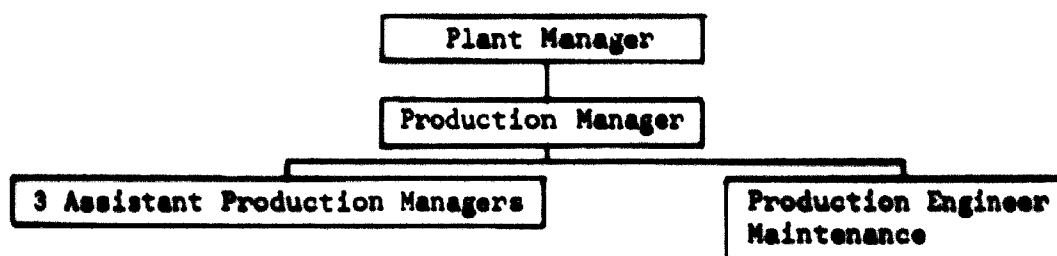 Plant Manager
Production Manager
3 Assistant Production Managers
Production Engineer
Maintenance